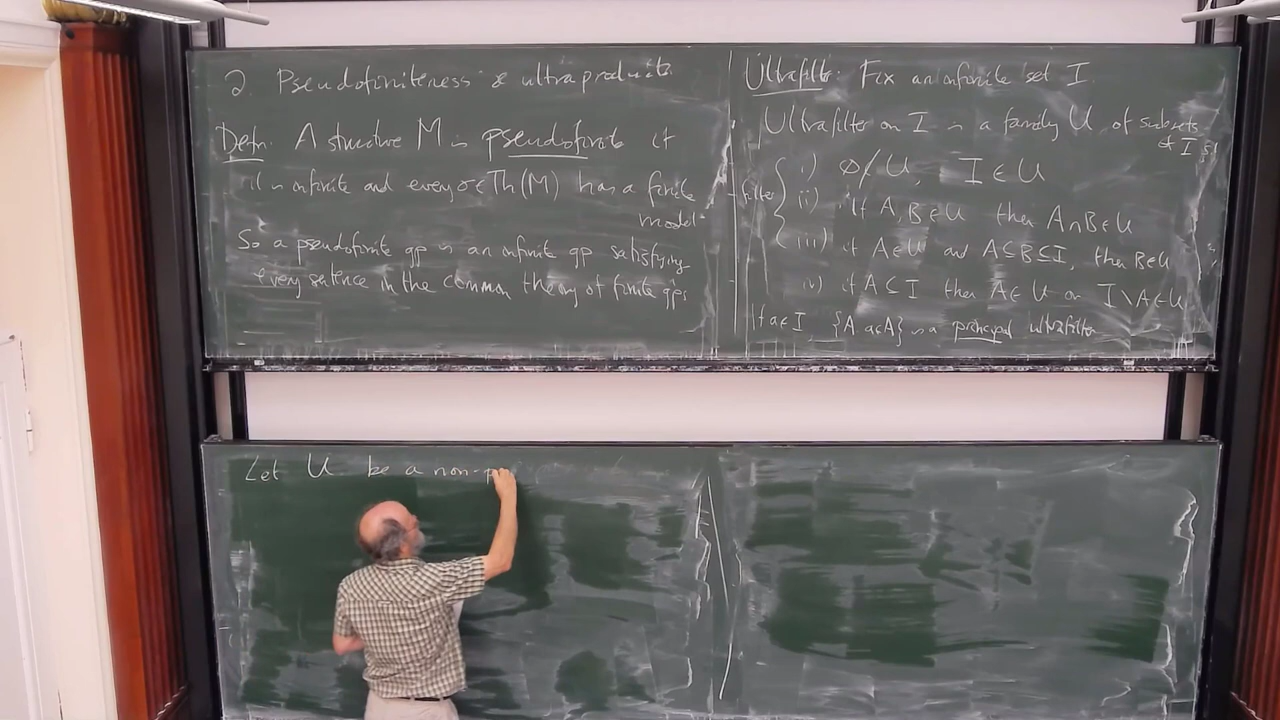 2. Pseudofiniteness & ultraproducts
Defn. A structure M is pseudofinite if
it is infinite and every σ∈Th(M) has a finite
model
So a pseudofinite gp is an infinite gp satisfying
every sentence in the common theory of finite gps
Ultrafilter: Fix an infinite set I.
Ultrafilter on I is a family U of subsets
of I st
filter { i) ∅∉U, I∈U
ii) if A,B∈U then A∩B∈U
iii) if A∈U and A⊆B⊆I, then B∈U
iv) if A⊆I then A∈U or I\A∈U
If a∈I {A: a∈A} is a principal ultrafilter
Let U be a non-p